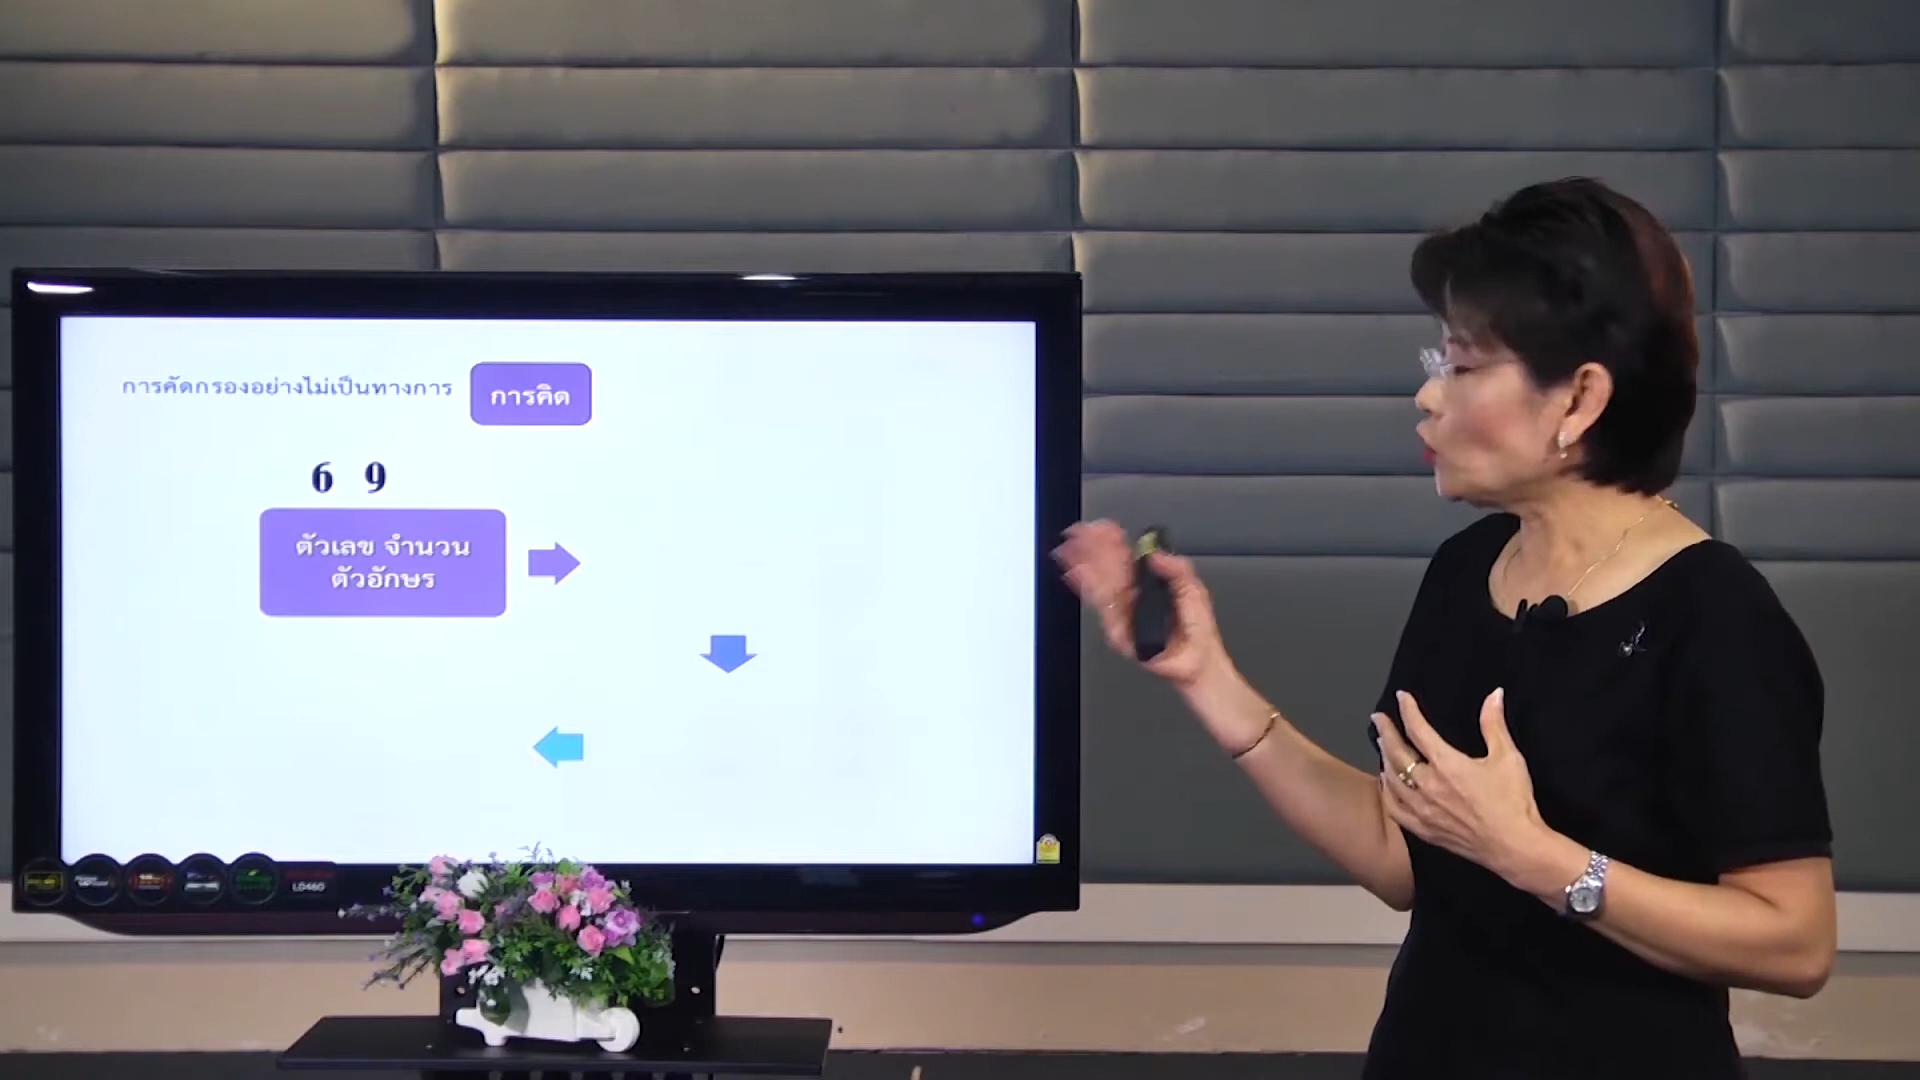 การคัดกรองอย่างไม่เป็นทางการ
การคิด
6 9
ตัวเลข จำนวน
ตัวอักษร
LD460